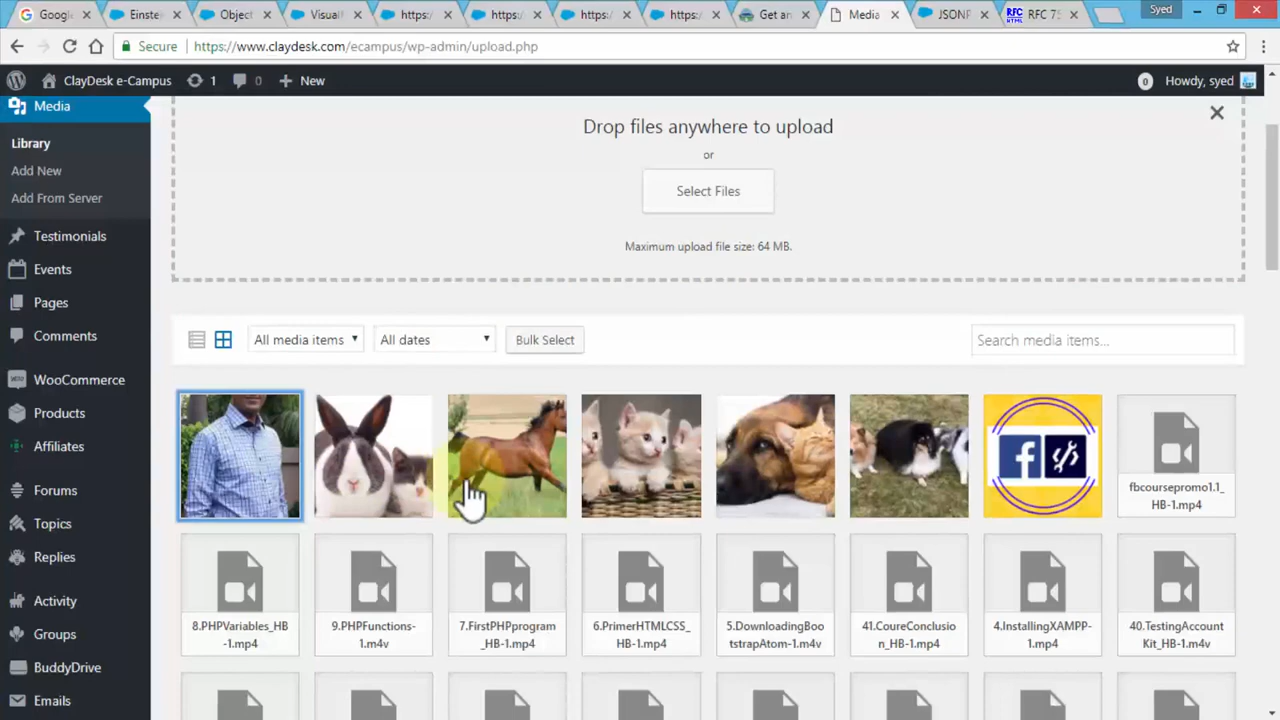 Google
Einste
Object
Visualf
https:/
https:/
https:/
https:/
Get an
Media
JSONP
RFC
HTML
RFC 75
Syed
Secure
https://www.claydesk.com/ecampus/wp-admin/upload.php
ClayDesk e-Campus
1
0
New
0
Howdy, syed
Media
Library
Add New
Add From Server
Testimonials
Events
Pages
Comments
WooCommerce
Products
Affiliates
Forums
Topics
Replies
Activity
Groups
BuddyDrive
Emails
Drop files anywhere to upload
or
Select Files
Maximum upload file size: 64 MB.
All media items
All dates
Bulk Select
Search media items...
fbcoursepromo1.1_
HB-1.mp4
8.PHPVariables_HB
-1.mp4
9.PHPFunctions-
1.m4v
7.FirstPHPprogram
_HB-1.mp4
6.PrimerHTMLCSS_
HB-1.mp4
5.DownloadingBoo
tstrapAtom-1.m4v
41.CoureConclusio
n_HB-1.mp4
4.InstallingXAMPP-
1.mp4
40.TestingAccount
Kit_HB-1.m4v